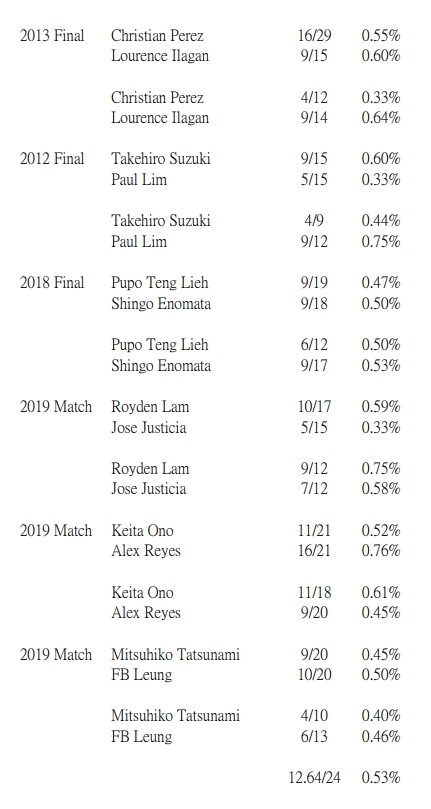 2013 Final Christian Perez 16/29 0.55%
Lourence Ilagan 9/15 0.60%
Christian Perez 4/12 0.33%
Lourence Ilagan 9/14 0.64%
2012 Final Takehiro Suzuki 9/15 0.60%
Paul Lim 5/15 0.33%
Takehiro Suzuki 4/9 0.44%
Paul Lim 9/12 0.75%
2018 Final Pupo Teng Lieh 9/19 0.47%
Shingo Enomata 9/18 0.50%
Pupo Teng Lieh 6/12 0.50%
Shingo Enomata 9/17 0.53%
2019 Match Royden Lam 10/17 0.59%
Jose Justicia 5/15 0.33%
Royden Lam 9/12 0.75%
Jose Justicia 7/12 0.58%
2019 Match Keita Ono 11/21 0.52%
Alex Reyes 16/21 0.76%
Keita Ono 11/18 0.61%
Alex Reyes 9/20 0.45%
2019 Match Mitsuhiko Tatsunami 9/20 0.45%
FB Leung 10/20 0.50%
Mitsuhiko Tatsunami 4/10 0.40%
FB Leung 6/13 0.46%
12.64/24 0.53%